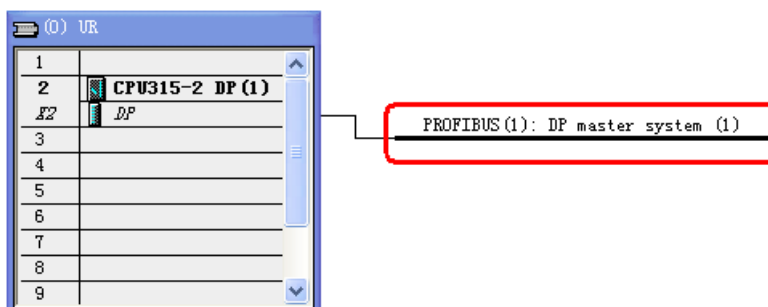 (0) UR
1
2 CPU315-2 DP(1)
X2 DP
3
4
5
6
7
8
9
PROFIBUS(1): DP master system (1)